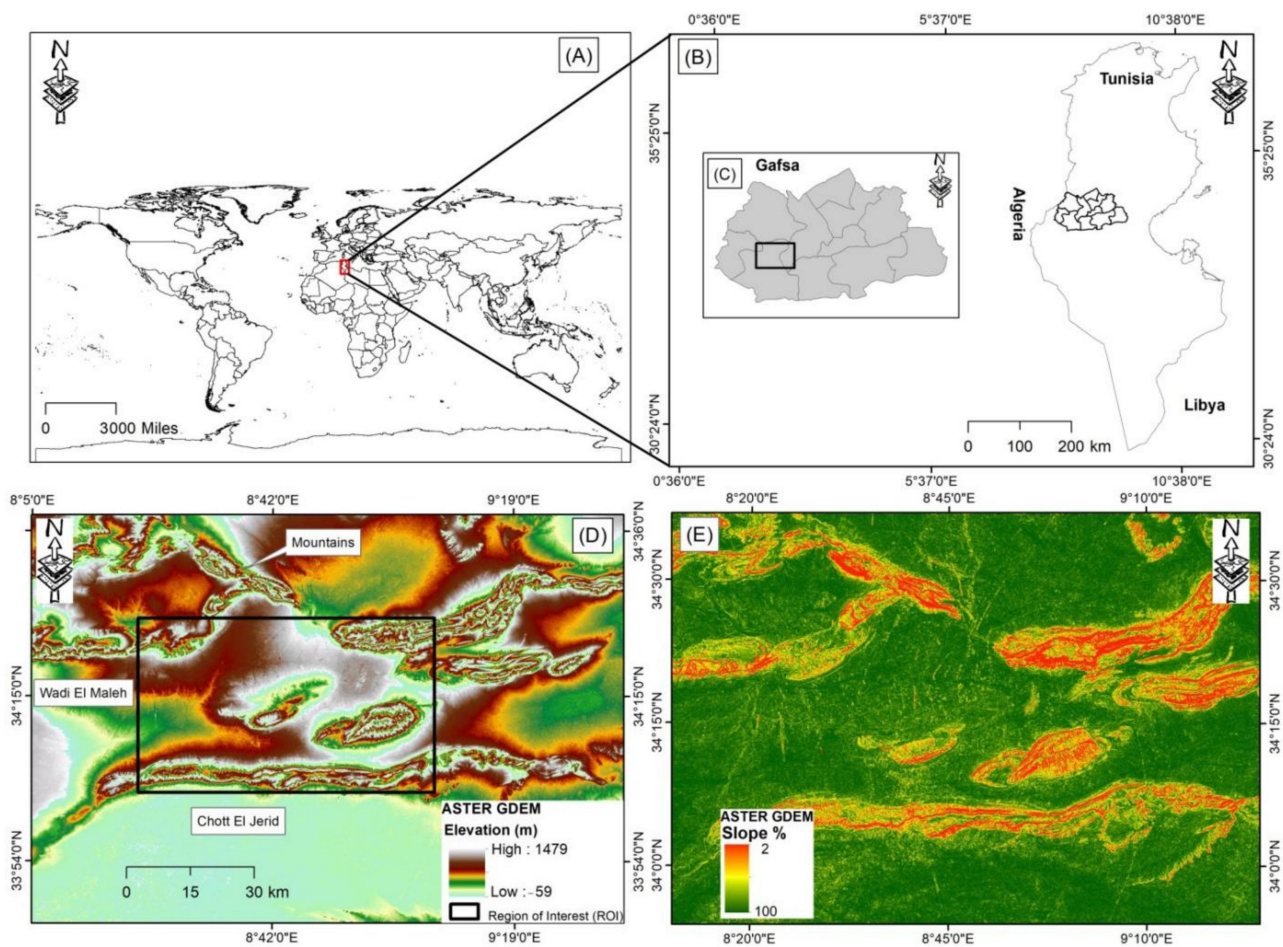 (A)
N
0 3000 Miles
0°36'0"E 5°37'0"E 10°38'0"E
(B)
N
Tunisia
Algeria
Libya
35°25'0"N
30°24'0"N
35°25'0"N
30°24'0"N
(C)
Gafsa
N
0 100 200 km
0°36'0"E 5°37'0"E 10°38'0"E
8°5'0"E 8°42'0"E 9°19'0"E
(D)
N
Mountains
Wadi El Maleh
Chott El Jerid
34°15'0"N
33°54'0"N
34°36'0"N
34°15'0"N
33°54'0"N
0 15 30 km
ASTER GDEM
Elevation (m)
High : 1479
Low : -59
Region of Interest (ROI)
8°42'0"E 9°19'0"E
8°20'0"E 8°45'0"E 9°10'0"E
(E)
N
34°30'0"N
34°15'0"N
34°0'0"N
34°30'0"N
34°15'0"N
34°0'0"N
ASTER GDEM
Slope %
2
100
8°20'0"E 8°45'0"E 9°10'0"E